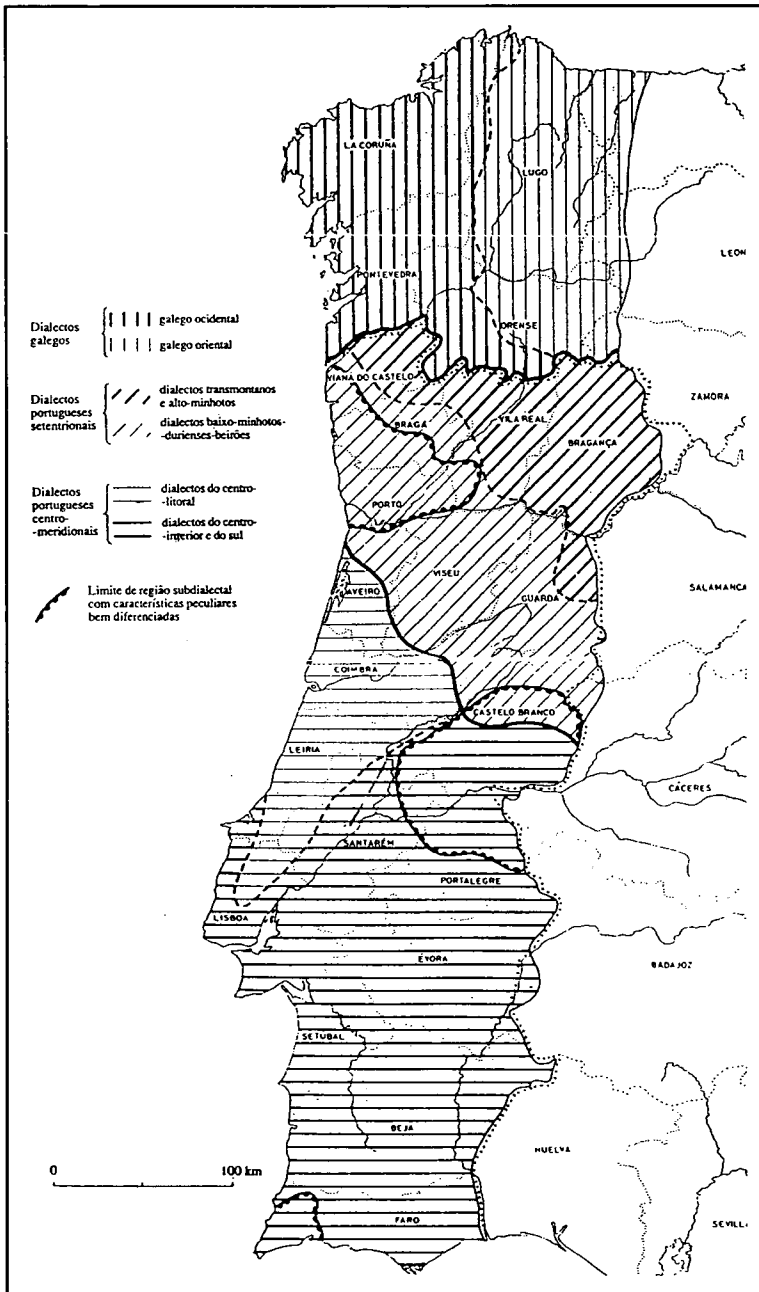 LA CORUÑA
LUGO
LEON
PONTEVEDRA
ORENSE
Dialectos
galegos
galego ocidental
galego oriental
Dialectos
portugueses
setentrionais
dialectos transmontanos
e alto-minhotos
dialectos baixo-minhotos-
-durienses-beirões
Dialectos
portugueses
centro-
-meridionais
dialectos do centro-
-litoral
dialectos do centro-
-interior e do sul
Limite de região subdialectal
com características peculiares
bem diferenciadas
VIANA DO CASTELO
BRAGA
VILA REAL
BRAGANÇA
ZAMORA
PORTO
VISEU
GUARDA
SALAMANCA
AVEIRO
COIMBRA
CASTELO BRANCO
LEIRIA
CÁCERES
SANTARÉM
PORTALEGRE
LISBOA
ÉVORA
BADAJOZ
SETUBAL
BEJA
HUELVA
0 100 km
FARO
SEVILLA